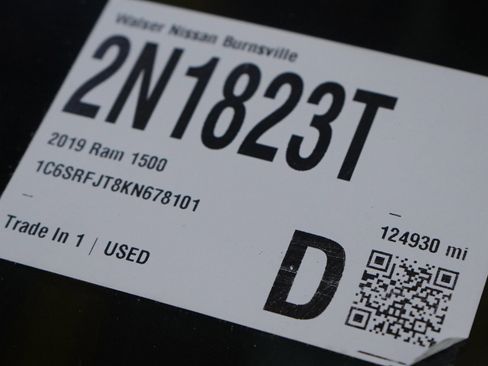 Walser Nissan Burnsville
2N1823T
2019 Ram 1500
1C6SRFJT8KN678101
124930 mi
Trade In 1 | USED
D